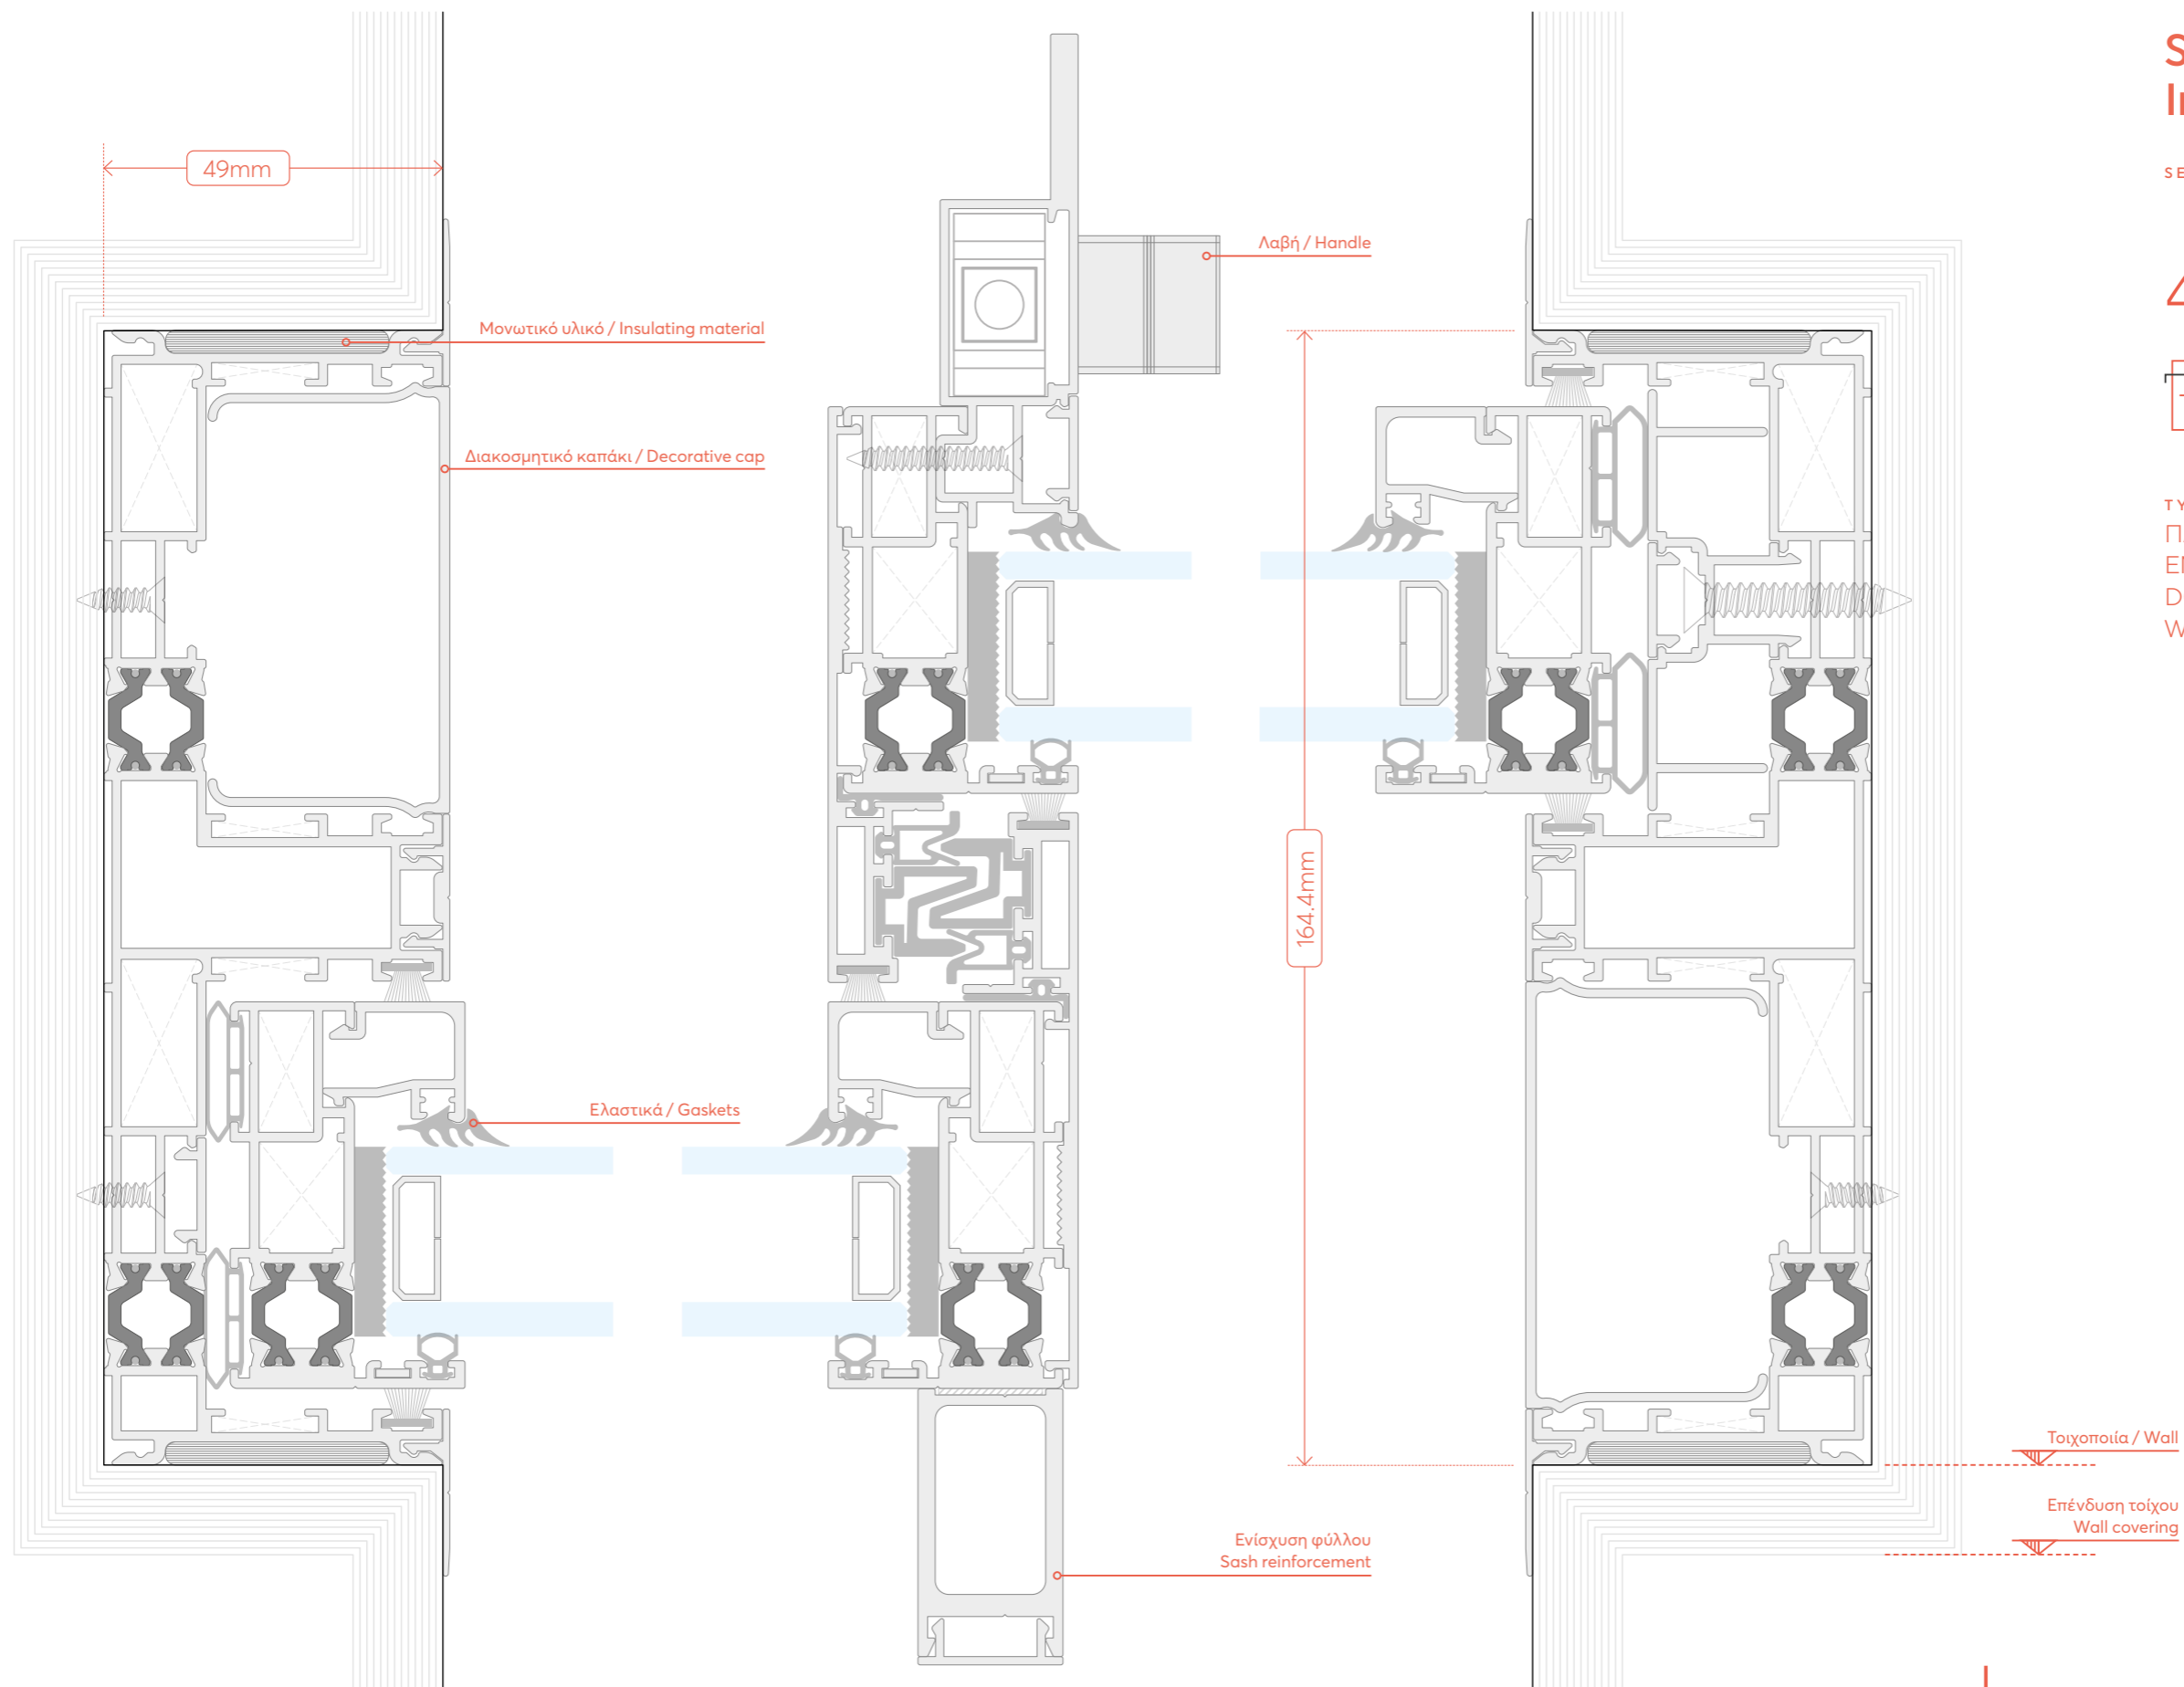 49mm
Λαβή / Handle
Μονωτικό υλικό / Insulating material
Διακοσμητικό καπάκι / Decorative cap
164.4mm
Ελαστικά / Gaskets
Τοιχοποιία / Wall
Επένδυση τοίχου
Wall covering
Ενίσχυση φύλλου
Sash reinforcement